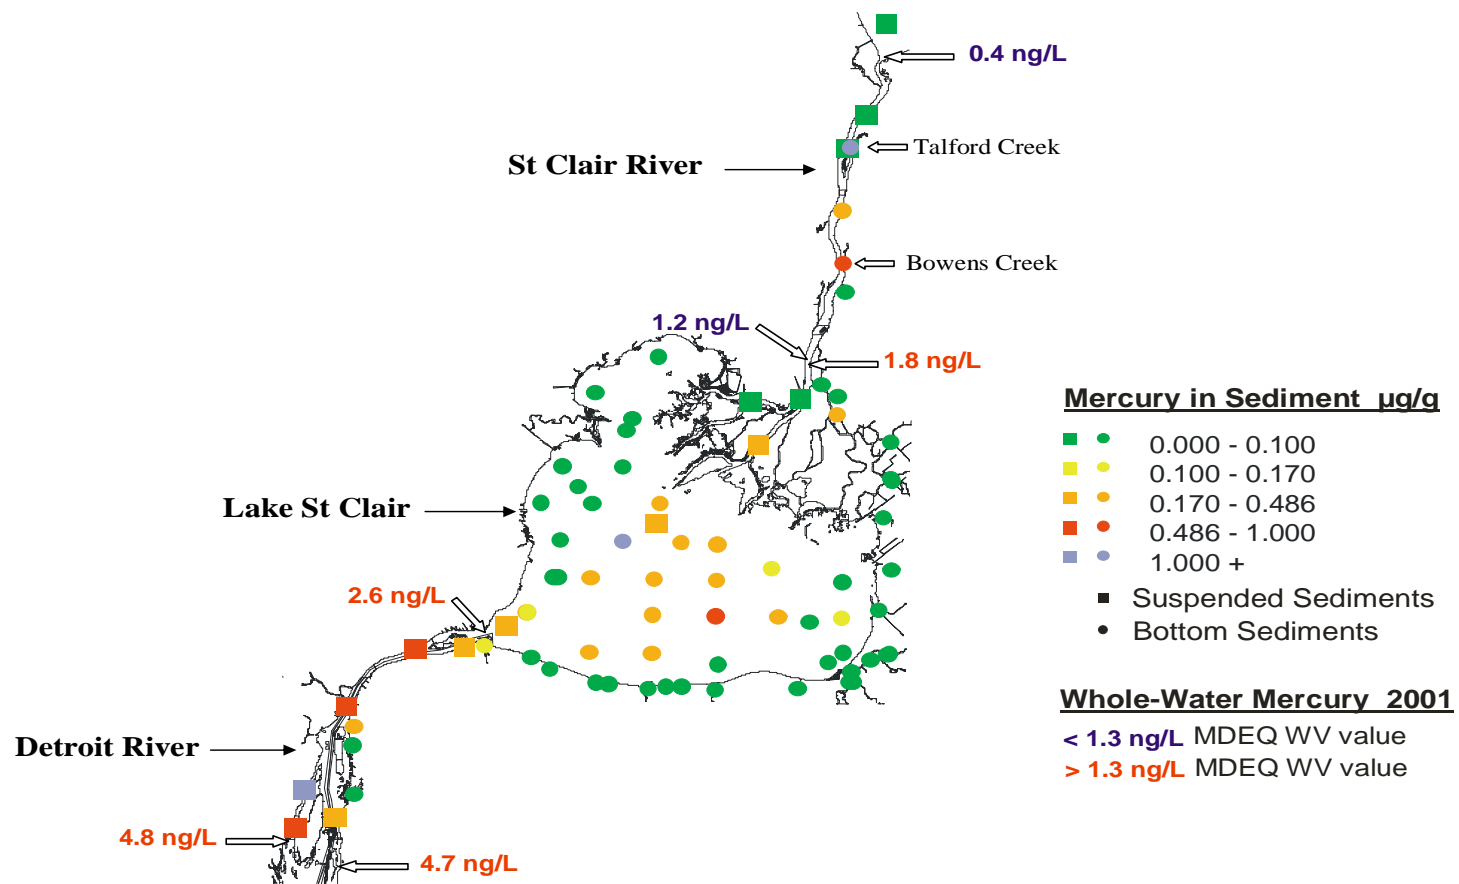 0.4 ng/L
Talford Creek
St Clair River
Bowens Creek
1.2 ng/L
1.8 ng/L
Mercury in Sediment µg/g
0.000 - 0.100
0.100 - 0.170
0.170 - 0.486
0.486 - 1.000
1.000 +
Suspended Sediments
Bottom Sediments
Lake St Clair
2.6 ng/L
Whole-Water Mercury 2001
< 1.3 ng/L MDEQ WV value
> 1.3 ng/L MDEQ WV value
Detroit River
4.8 ng/L
4.7 ng/L